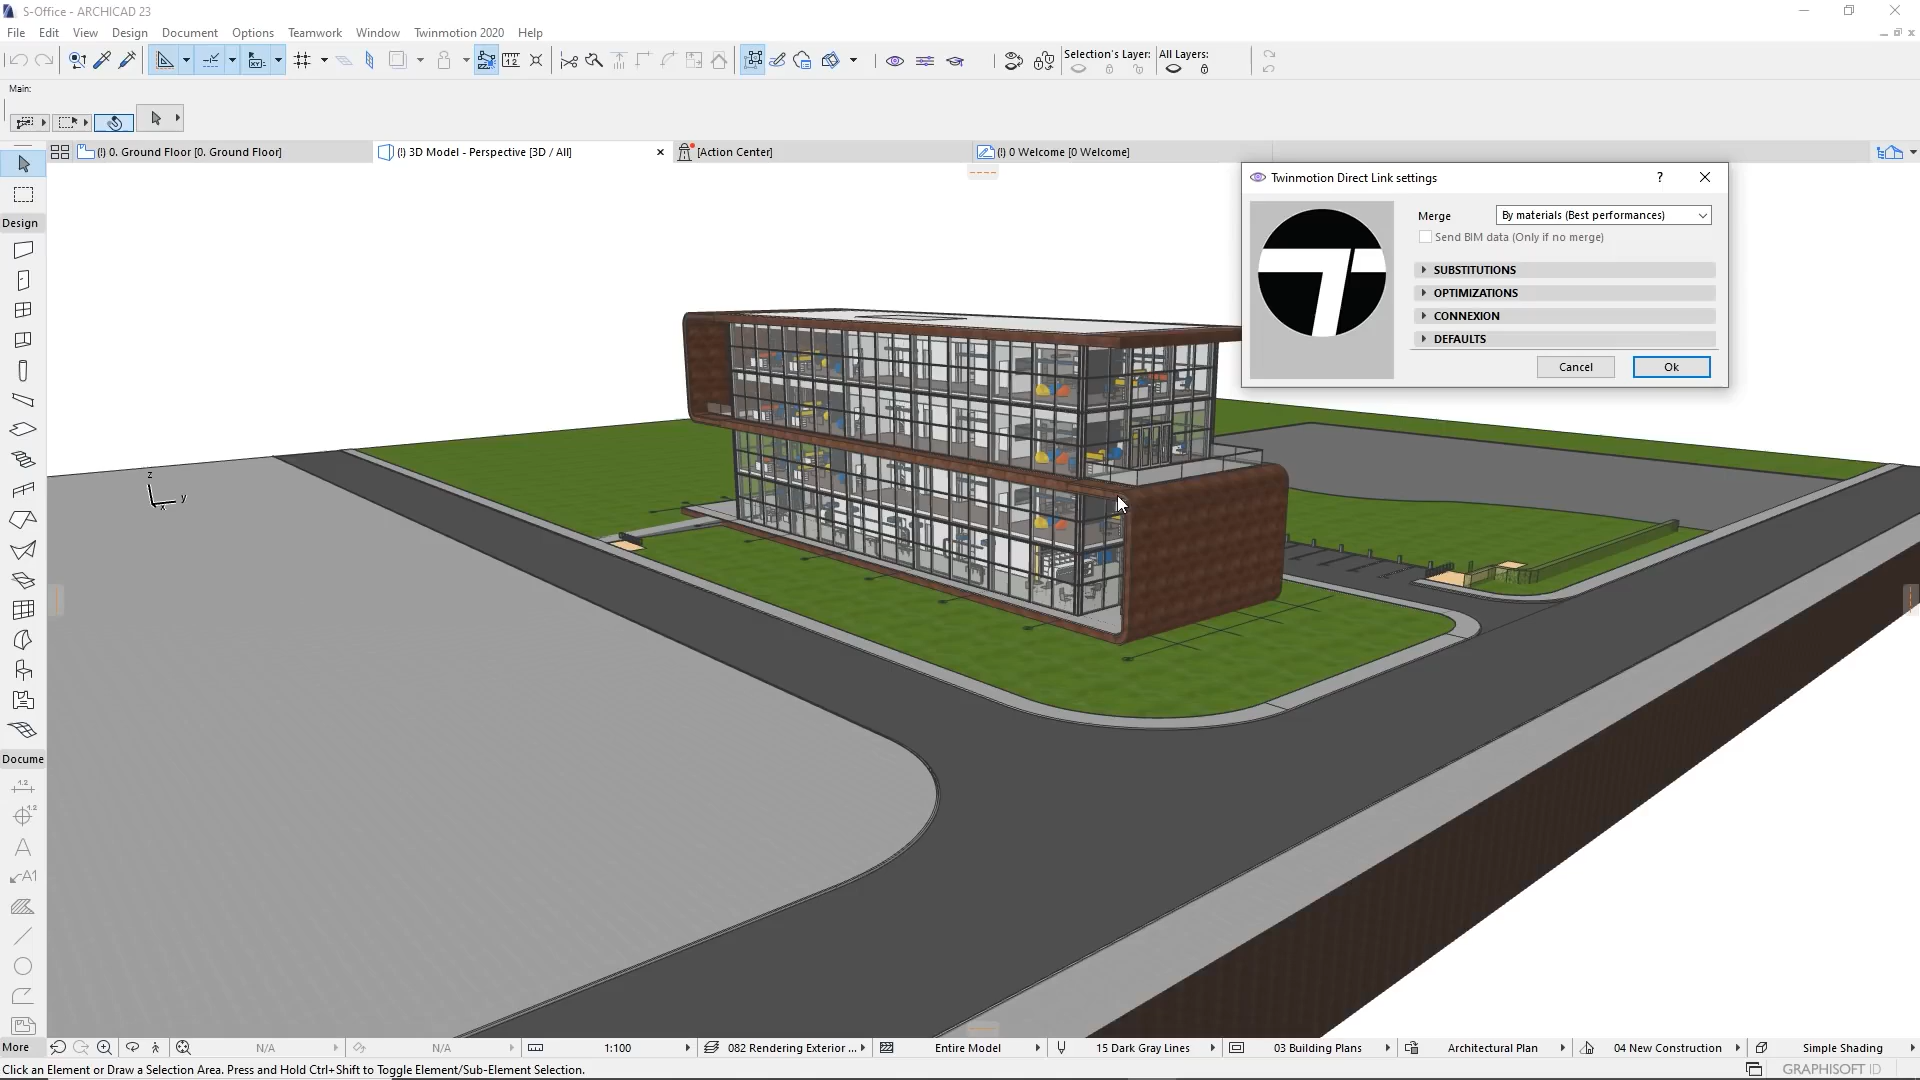 S-Office - ARCHICAD 23
File Edit View Design Document Options Teamwork Window Twinmotion 2020 Help
Selection's Layer: All Layers:
Main:
(!) 0. Ground Floor [0. Ground Floor] (!) 3D Model - Perspective [3D / All] [Action Center] (!) 0 Welcome [0 Welcome]
Twinmotion Direct Link settings
Merge By materials (Best performances)
Send BIM data (Only if no merge)
SUBSTITUTIONS
OPTIMIZATIONS
CONNEXION
DEFAULTS
Cancel Ok
Design
z
y
x
Docume
1.2
1.2
A
A1
More N/A N/A 1:100 082 Rendering Exterior ... Entire Model 15 Dark Gray Lines 03 Building Plans Architectural Plan 04 New Construction Simple Shading
Click an Element or Draw a Selection Area. Press and Hold Ctrl+Shift to Toggle Element/Sub-Element Selection. GRAPHISOFT ID